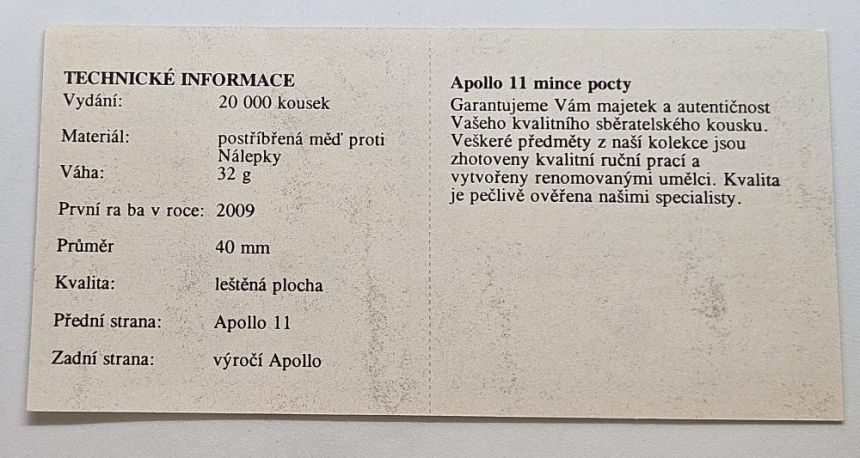 TECHNICKÉ INFORMACE
Vydání: 20 000 kousek
Materiál: postříbřená měď proti
Nálepky
Váha: 32 g
První ra ba v roce: 2009
Průměr 40 mm
Kvalita: leštěná plocha
Přední strana: Apollo 11
Zadní strana: výročí Apollo
Apollo 11 mince pocty
Garantujeme Vám majetek a autentičnost
Vašeho kvalitního sběratelského kousku.
Veškeré předměty z naší kolekce jsou
zhotoveny kvalitní ruční prací a
vytvořeny renomovanými umělci. Kvalita
je pečlivě ověřena našimi specialisty.